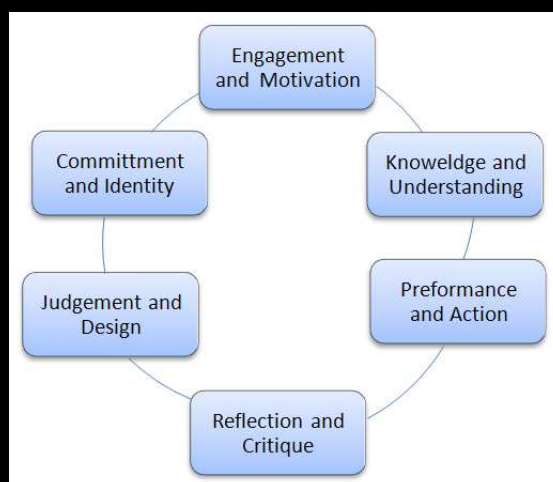 Engagement
and Motivation
Knoweldge and
Understanding
Preformance
and Action
Reflection and
Critique
Judgement and
Design
Committment
and Identity